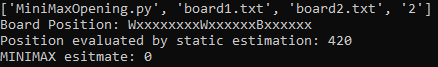 ['MiniMaxOpening.py', 'board1.txt', 'board2.txt', '2']
Board Position: WxxxxxxxxWxxxxxxBxxxxxx
Position evaluated by static estimation: 420
MINIMAX esitmate: 0